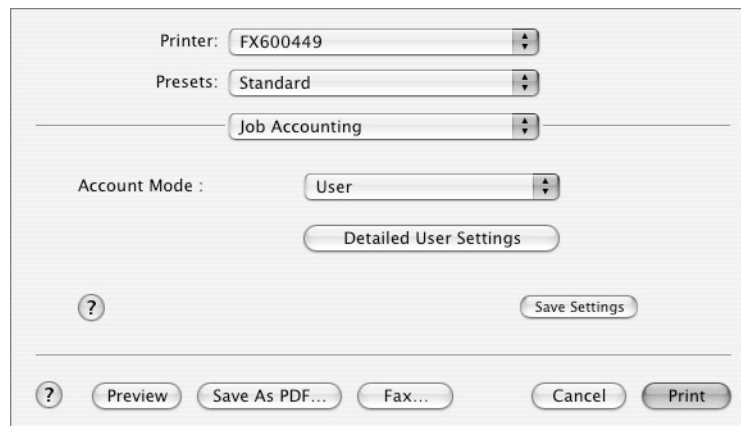 Printer: FX600449
Presets: Standard
Job Accounting
Account Mode : User
Detailed User Settings
? Save Settings
? Preview Save As PDF... Fax... Cancel Print